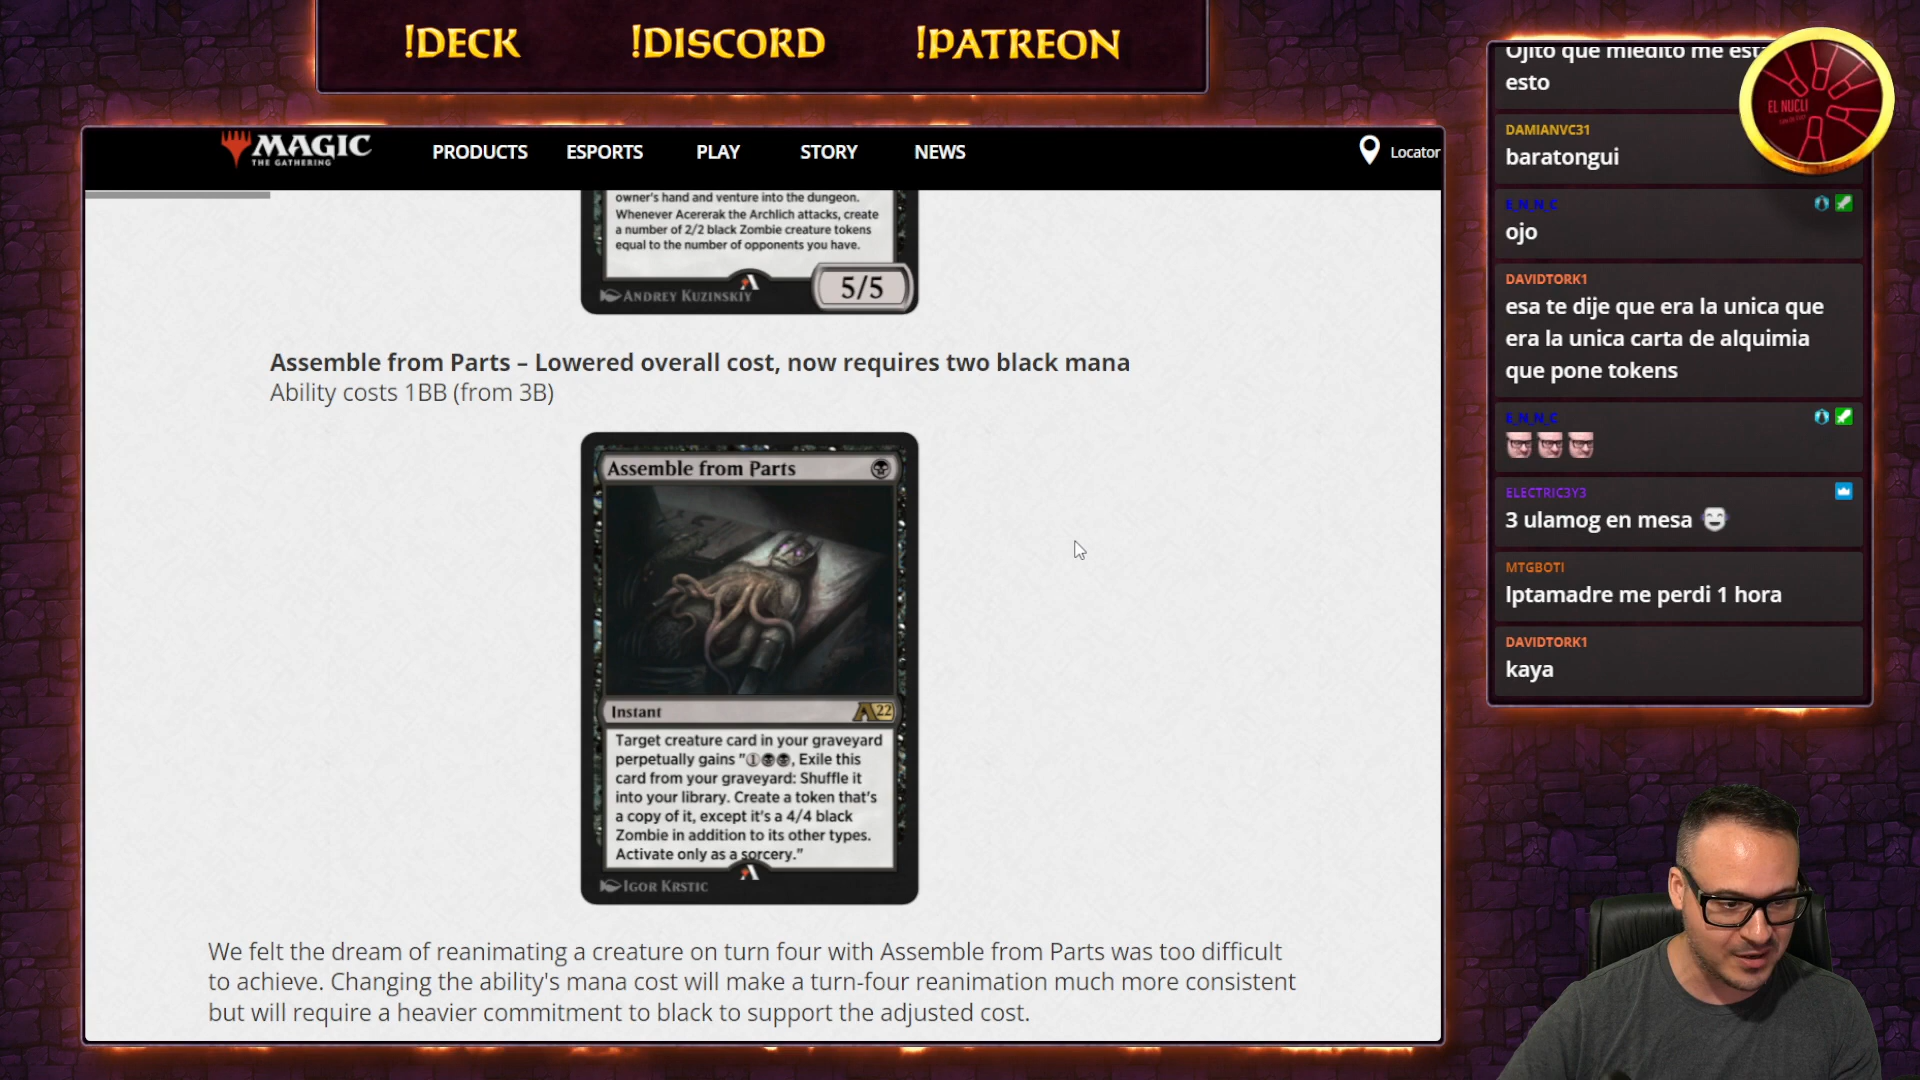 !DECK !DISCORD !PATREON
MAGIC
THE GATHERING
PRODUCTS ESPORTS PLAY STORY NEWS
Locator
owner's hand and venture into the dungeon.
Whenever Acererak the Archlich attacks, create
a number of 2/2 black Zombie creature tokens
equal to the number of opponents you have.
5/5
ANDREY KUZINSKIY
Assemble from Parts – Lowered overall cost, now requires two black mana
Ability costs 1BB (from 3B)
Assemble from Parts
Instant
A22
Target creature card in your graveyard
perpetually gains "1, Exile this
card from your graveyard: Shuffle it
into your library. Create a token that's
a copy of it, except it's a 4/4 black
Zombie in addition to its other types.
Activate only as a sorcery."
IGOR KRSTIC
We felt the dream of reanimating a creature on turn four with Assemble from Parts was too difficult
to achieve. Changing the ability's mana cost will make a turn-four reanimation much more consistent
but will require a heavier commitment to black to support the adjusted cost.
Ojito que miedito me
esto
EL NUCLI
DAMIANVC31
baratongui
E_N_N_C
ojo
DAVIDTORK1
esa te dije que era la unica que
era la unica carta de alquimia
que pone tokens
E_N_N_C
ELECTRIC3Y3
3 ulamog en mesa
MTGBOTI
lptamadre me perdi 1 hora
DAVIDTORK1
kaya